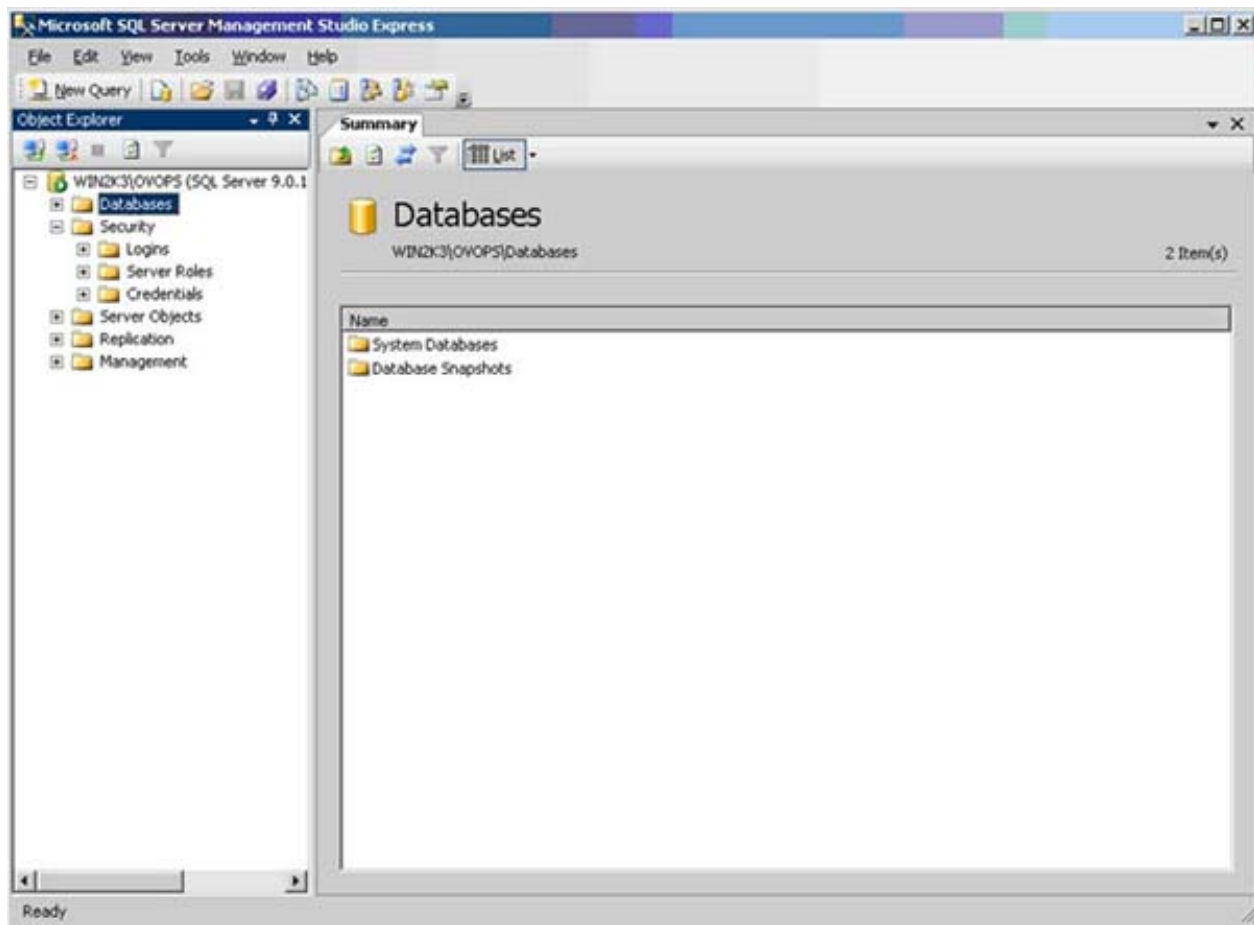 Microsoft SQL Server Management Studio Express
File Edit View Tools Window Help
New Query
Object Explorer
Summary
List
WIN2K3\OVOPS (SQL Server 9.0.1
Databases
Security
Logins
Server Roles
Credentials
Server Objects
Replication
Management
Databases
WIN2K3\OVOPS\Databases
2 Item(s)
Name
System Databases
Database Snapshots
Ready